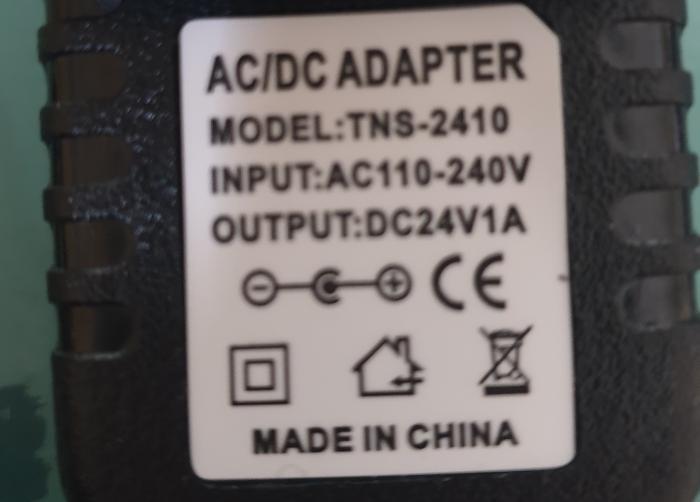 AC/DC ADAPTER
MODEL:TNS-2410
INPUT:AC110-240V
OUTPUT:DC24V1A
CE
MADE IN CHINA